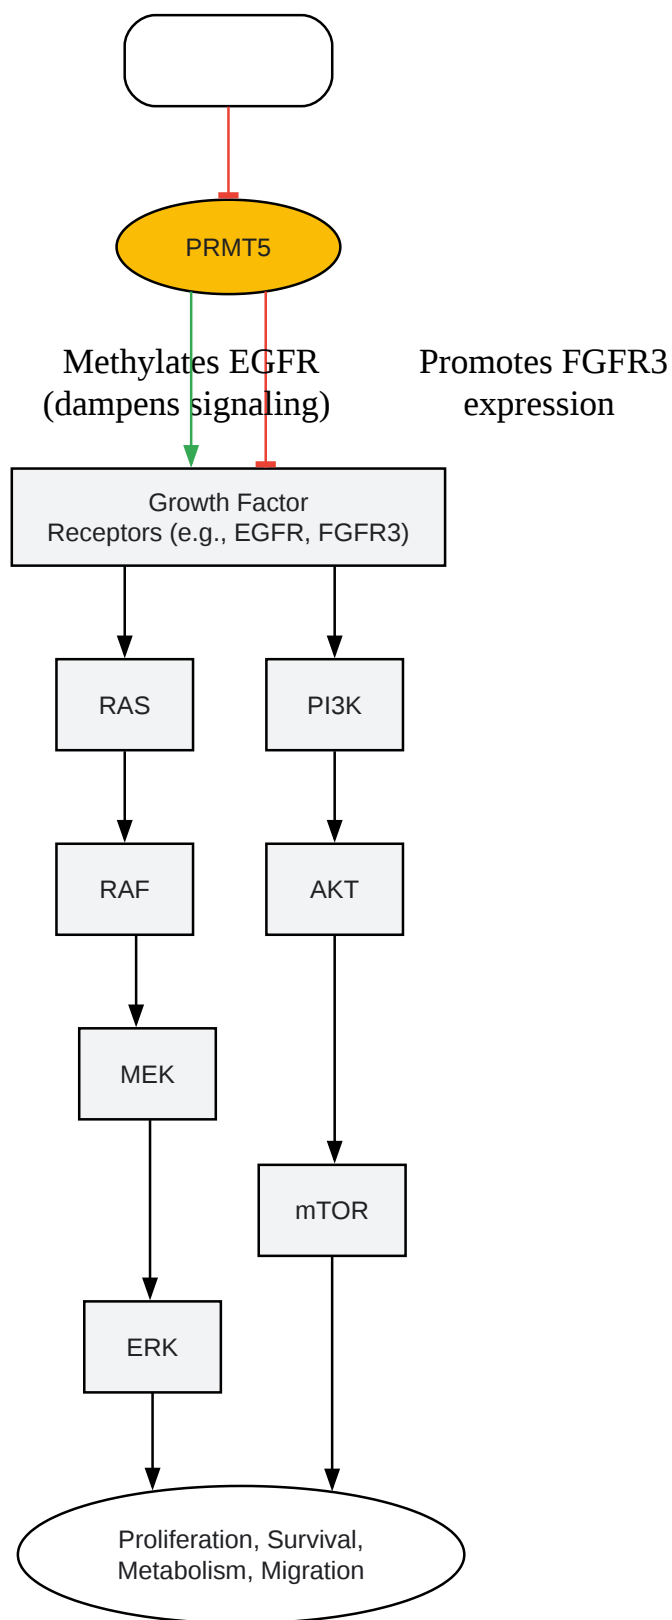 PRMT5
Methylates EGFR
(dampens signaling)
Promotes FGFR3
expression
Growth Factor
Receptors (e.g., EGFR, FGFR3)
RAS
PI3K
RAF
AKT
MEK
mTOR
ERK
Proliferation, Survival,
Metabolism, Migration